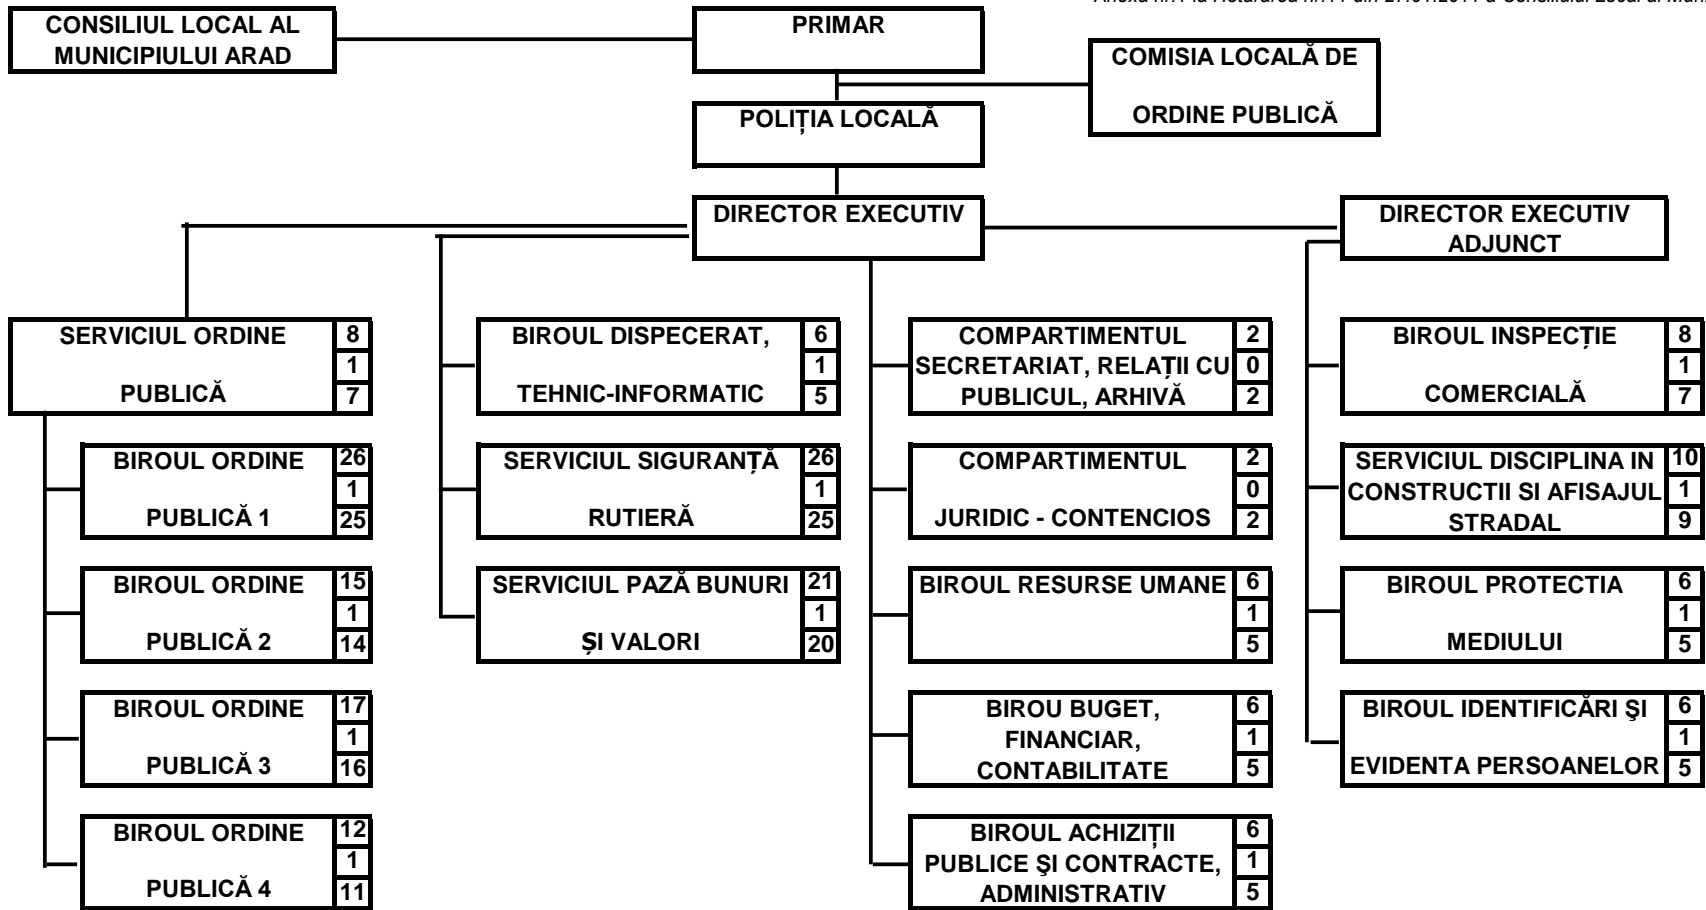 CONSILIUL LOCAL AL
MUNICIPIULUI ARAD
PRIMAR
COMISIA LOCALĂ DE
ORDINE PUBLICĂ
POLIȚIA LOCALĂ
DIRECTOR EXECUTIV
DIRECTOR EXECUTIV
ADJUNCT
SERVICIUL ORDINE
PUBLICĂ
8
1
7
BIROUL ORDINE
PUBLICĂ 1
26
1
25
BIROUL ORDINE
PUBLICĂ 2
15
1
14
BIROUL ORDINE
PUBLICĂ 3
17
1
16
BIROUL ORDINE
PUBLICĂ 4
12
1
11
BIROUL DISPECERAT,
TEHNIC-INFORMATIC
6
1
5
SERVICIUL SIGURANȚĂ
RUTIERĂ
26
1
25
SERVICIUL PAZĂ BUNURI
ȘI VALORI
21
1
20
COMPARTIMENTUL
SECRETARIAT, RELAȚII CU
PUBLICUL, ARHIVĂ
2
0
2
COMPARTIMENTUL
JURIDIC - CONTENCIOS
2
0
2
BIROUL RESURSE UMANE
6
1
5
BIROU BUGET,
FINANCIAR,
CONTABILITATE
6
1
5
BIROUL ACHIZIȚII
PUBLICE ŞI CONTRACTE,
ADMINISTRATIV
6
1
5
BIROUL INSPECȚIE
COMERCIALĂ
8
1
7
SERVICIUL DISCIPLINA IN
CONSTRUCTII SI AFISAJUL
STRADAL
10
1
9
BIROUL PROTECTIA
MEDIULUI
6
1
5
BIROUL IDENTIFICĂRI ŞI
EVIDENTA PERSOANELOR
6
1
5